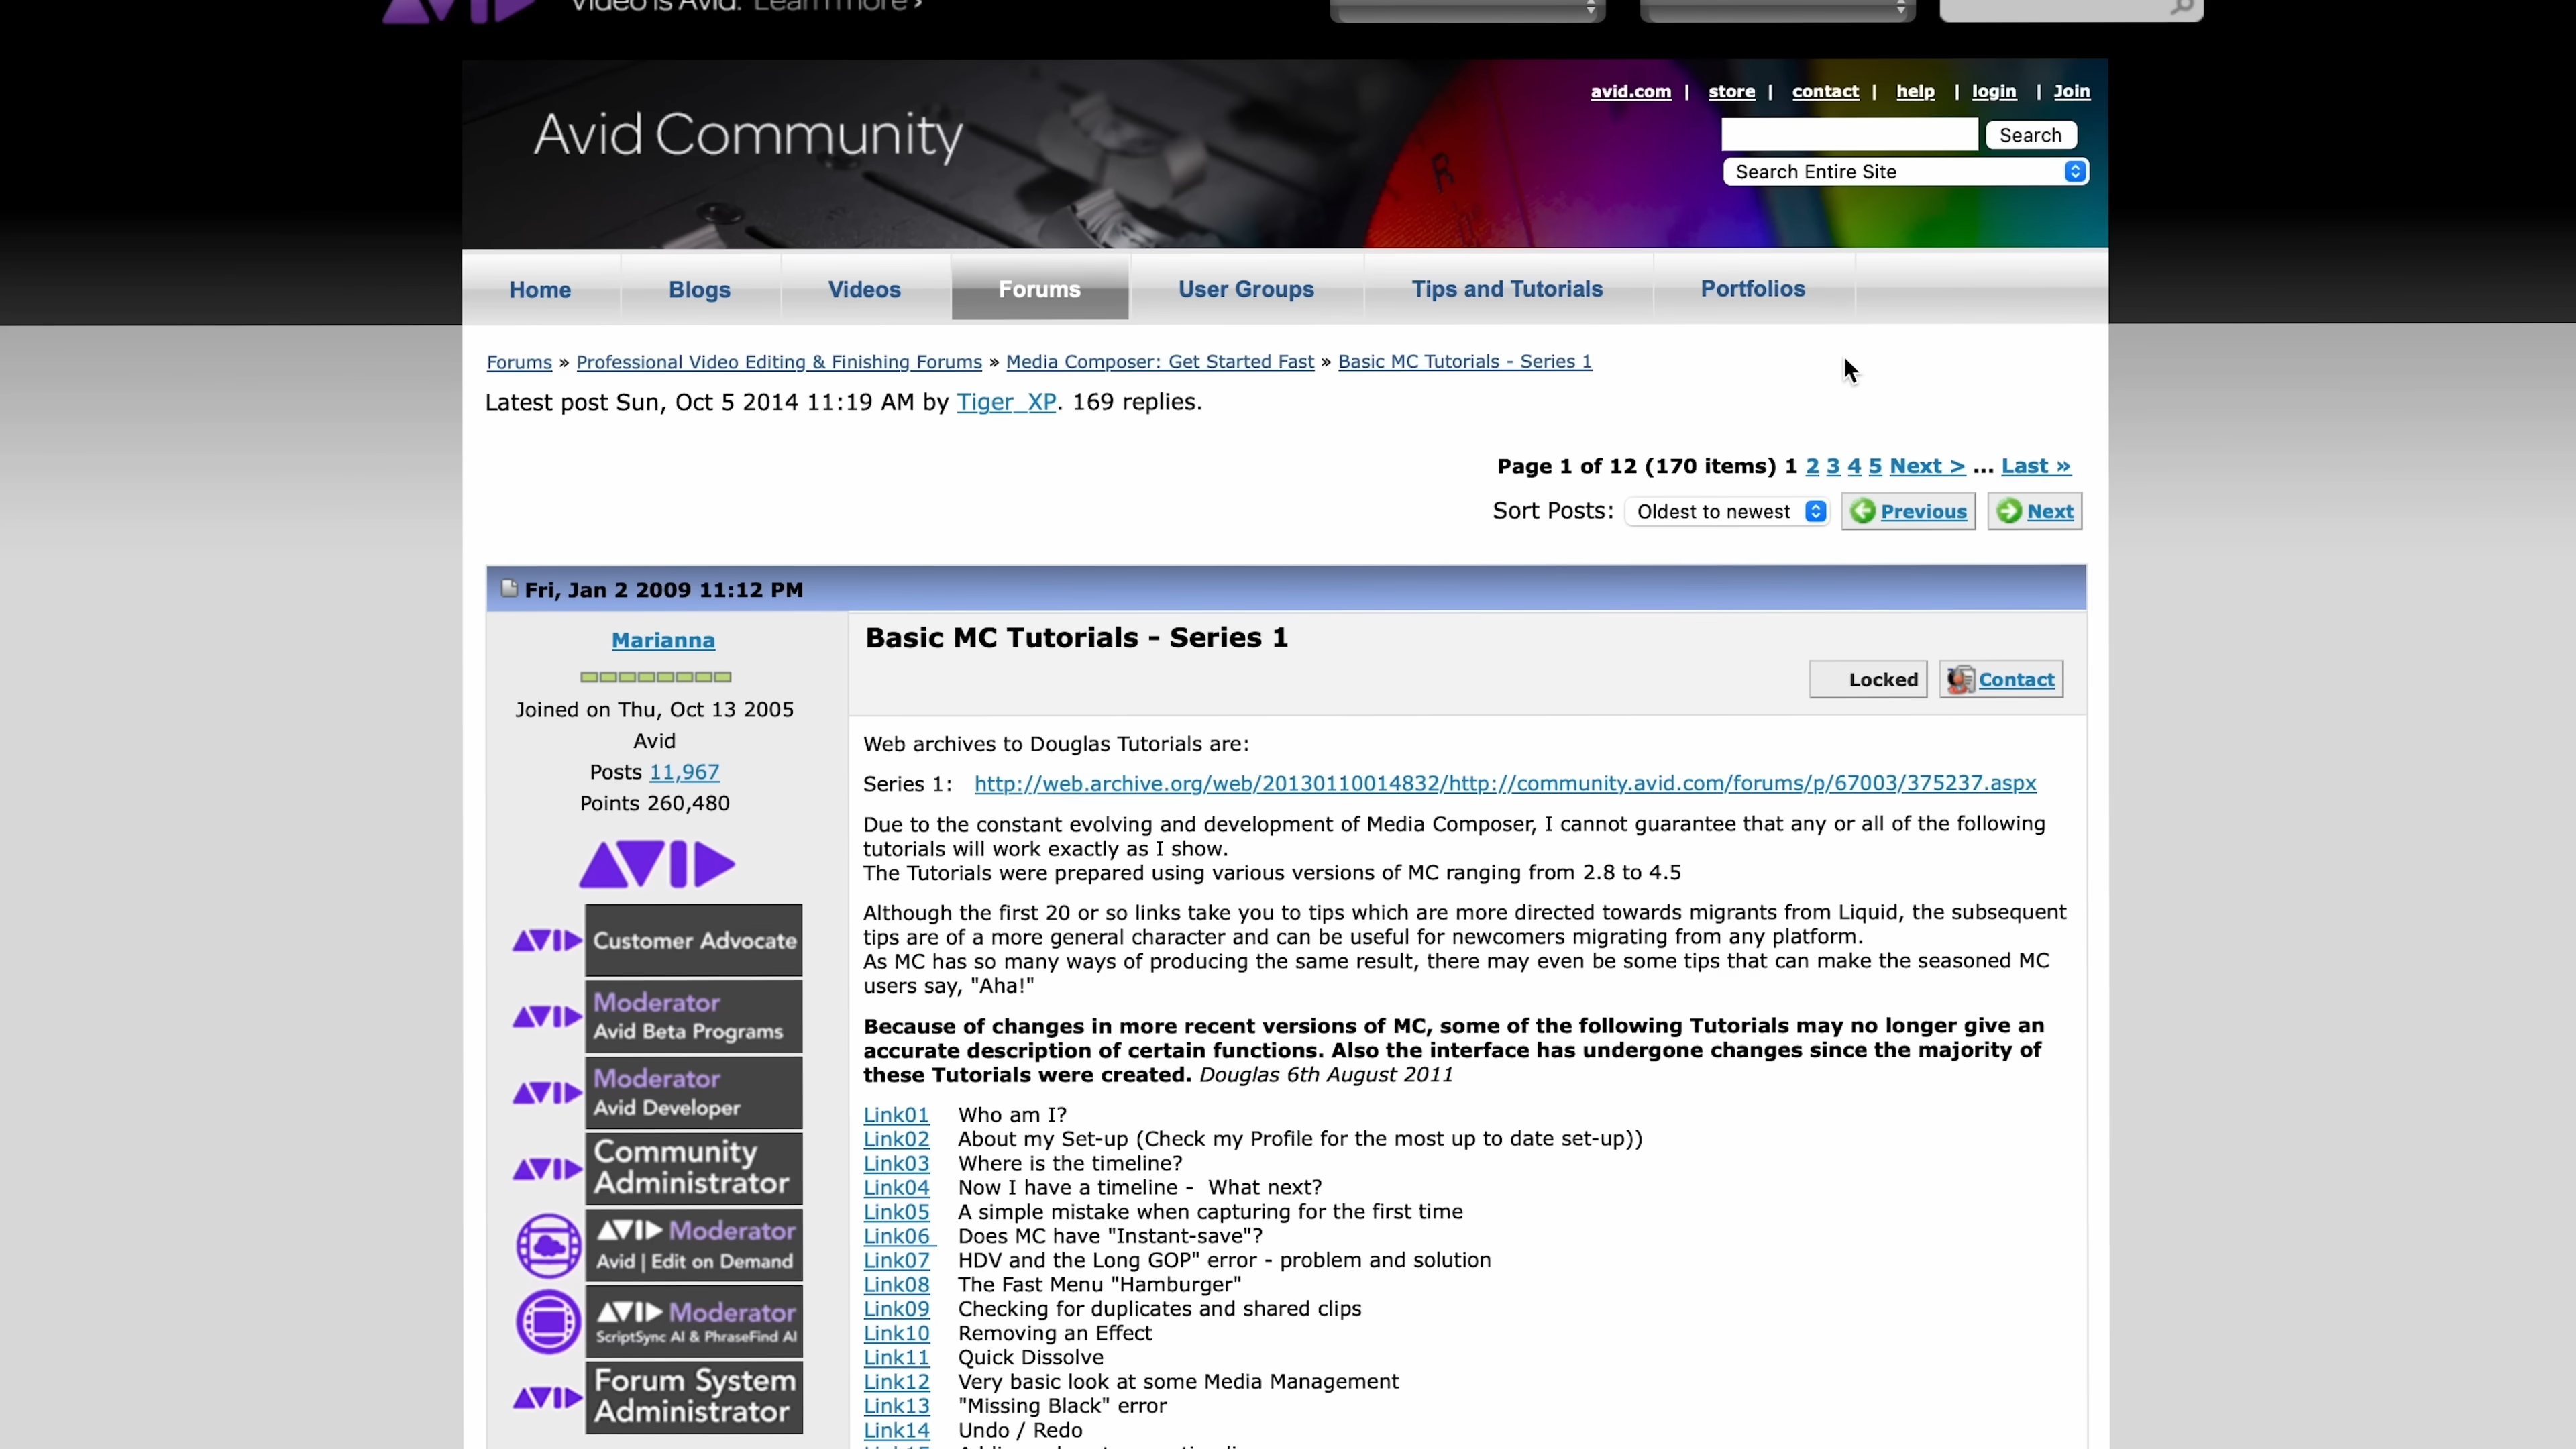 AVID Video is Avid. Learn more ›
Avid Community
avid.com | store | contact | help | login | Join
Search
Search Entire Site
R
Home Blogs Videos Forums User Groups Tips and Tutorials Portfolios
Forums » Professional Video Editing & Finishing Forums » Media Composer: Get Started Fast » Basic MC Tutorials - Series 1
Latest post Sun, Oct 5 2014 11:19 AM by Tiger_XP. 169 replies.
Page 1 of 12 (170 items) 1 2 3 4 5 Next > ... Last »
Sort Posts: Oldest to newest Previous Next
Fri, Jan 2 2009 11:12 PM
Marianna
Joined on Thu, Oct 13 2005
Avid
Posts 11,967
Points 260,480
AVID
AVID Customer Advocate
AVID Moderator
Avid Beta Programs
AVID Moderator
Avid Developer
AVID Community
Administrator
AVID Moderator
Avid | Edit on Demand
AVID Moderator
ScriptSync AI & PhraseFind AI
AVID Forum System
Administrator
Basic MC Tutorials - Series 1
Locked Contact
Web archives to Douglas Tutorials are:
Series 1: http://web.archive.org/web/20130110014832/http://community.avid.com/forums/p/67003/375237.aspx
Due to the constant evolving and development of Media Composer, I cannot guarantee that any or all of the following
tutorials will work exactly as I show.
The Tutorials were prepared using various versions of MC ranging from 2.8 to 4.5
Although the first 20 or so links take you to tips which are more directed towards migrants from Liquid, the subsequent
tips are of a more general character and can be useful for newcomers migrating from any platform.
As MC has so many ways of producing the same result, there may even be some tips that can make the seasoned MC
users say, "Aha!"
Because of changes in more recent versions of MC, some of the following Tutorials may no longer give an
accurate description of certain functions. Also the interface has undergone changes since the majority of
these Tutorials were created. Douglas 6th August 2011
Link01 Who am I?
Link02 About my Set-up (Check my Profile for the most up to date set-up))
Link03 Where is the timeline?
Link04 Now I have a timeline - What next?
Link05 A simple mistake when capturing for the first time
Link06 Does MC have "Instant-save"?
Link07 HDV and the Long GOP" error - problem and solution
Link08 The Fast Menu "Hamburger"
Link09 Checking for duplicates and shared clips
Link10 Removing an Effect
Link11 Quick Dissolve
Link12 Very basic look at some Media Management
Link13 "Missing Black" error
Link14 Undo / Redo